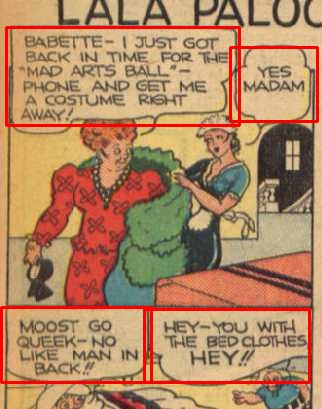 LALA PALOO
BABETTE- I JUST GOT
BACK IN TIME FOR THE
"MAD ARTS BALL"-
PHONE AND GET ME
A COSTUME RIGHT
AWAY!
YES
MADAM
MOOST GO
QUEEK-NO
LIKE MAN IN
BACK!!
HEY-YOU WITH
THE BED CLOTHES
HEY!!